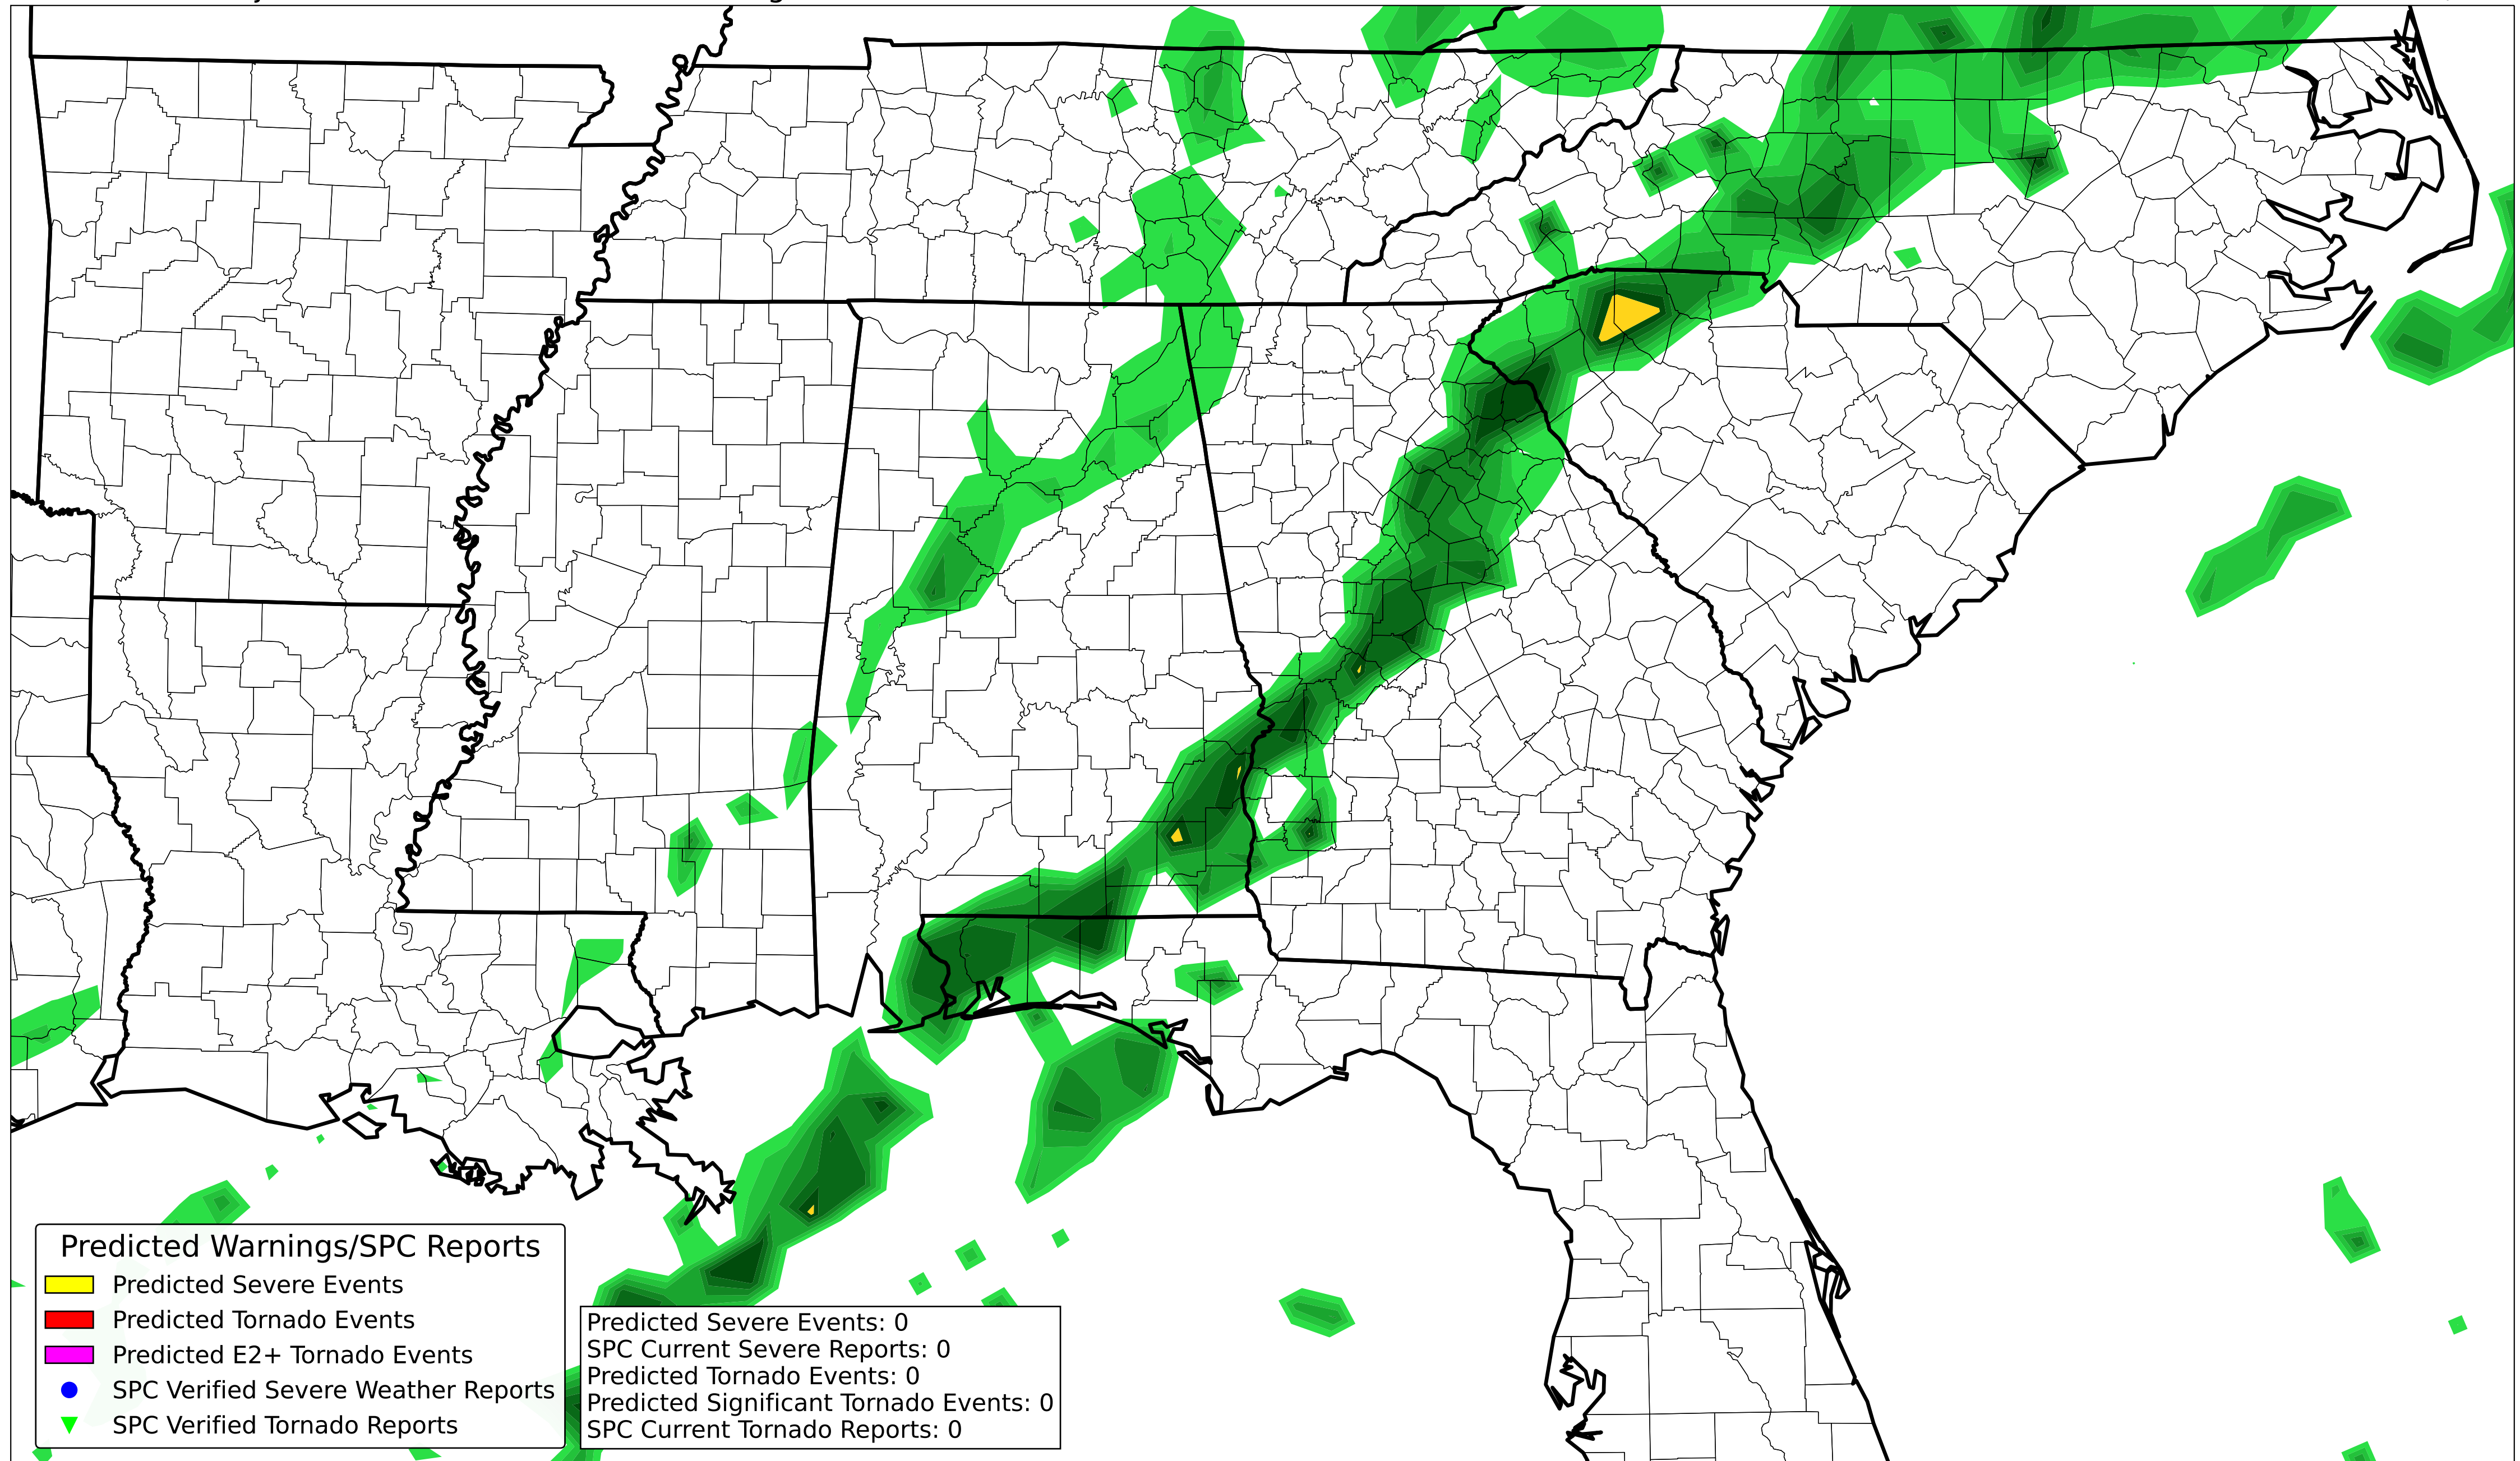 Predicted Warnings/SPC Reports
Predicted Severe Events
Predicted Tornado Events
Predicted E2+ Tornado Events
SPC Verified Severe Weather Reports
SPC Verified Tornado Reports
Predicted Severe Events: 0
SPC Current Severe Reports: 0
Predicted Tornado Events: 0
Predicted Significant Tornado Events: 0
SPC Current Tornado Reports: 0